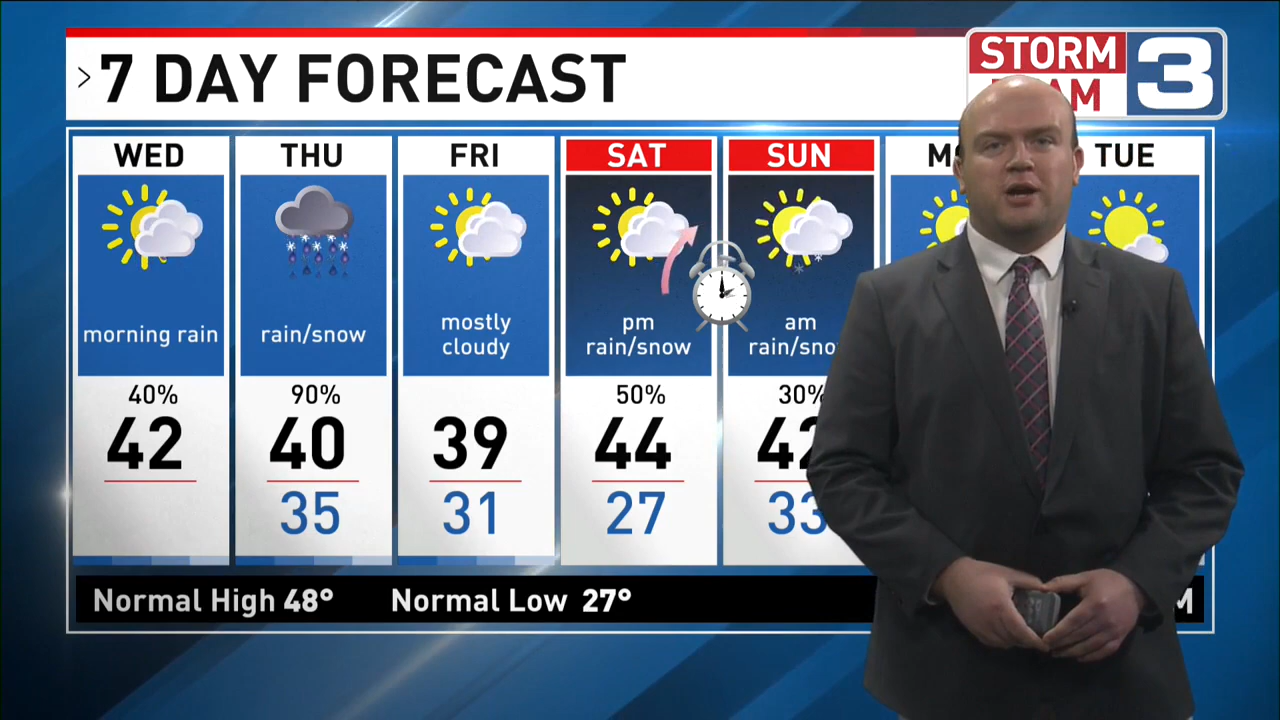 > 7 DAY FORECAST
STORM
3
WED
THU
FRI
SAT
SUN
TUE
morning rain
rain/snow
mostly
cloudy
pm
rain/snow
am
40%
90%
50%
30%
42
40
39
44
42
35
31
27
33
Normal High 48°
Normal Low 27°